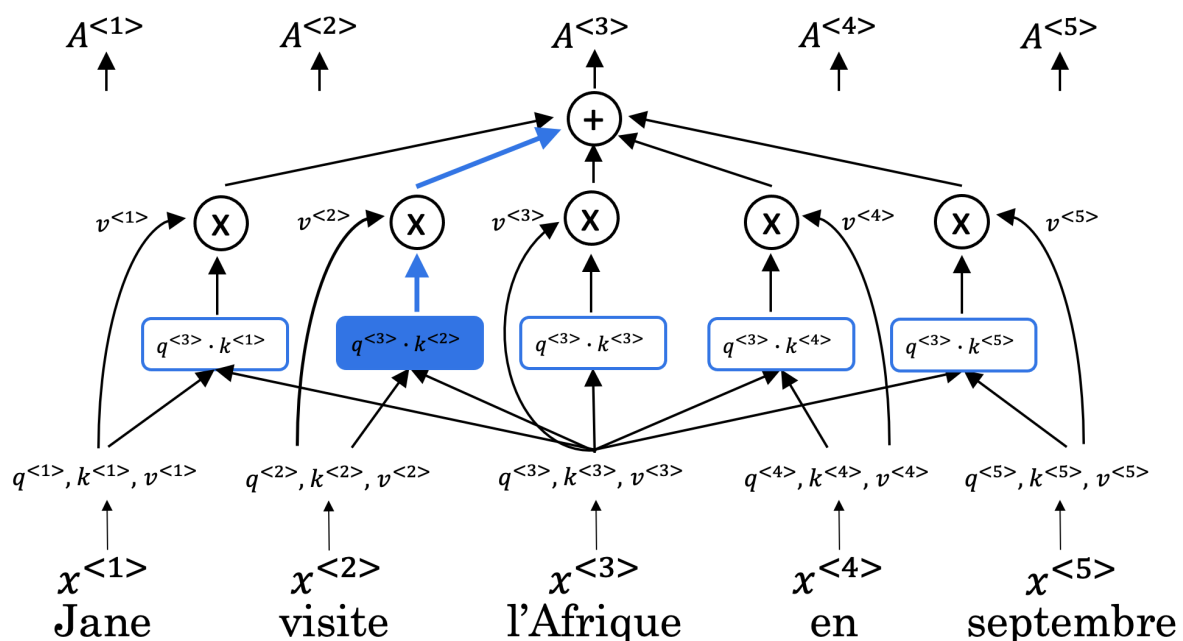 A<1> A<2> A<3> A<4> A<5>
+
v<1> x v<2> x v<3> x x v<4> x v<5>
q<3> · k<1> q<3> · k<2> q<3> · k<3> q<3> · k<4> q<3> · k<5>
q<1>, k<1>, v<1> q<2>, k<2>, v<2> q<3>, k<3>, v<3> q<4>, k<4>, v<4> q<5>, k<5>, v<5>
x<1> x<2> x<3> x<4> x<5>
Jane visite l’Afrique en septembre